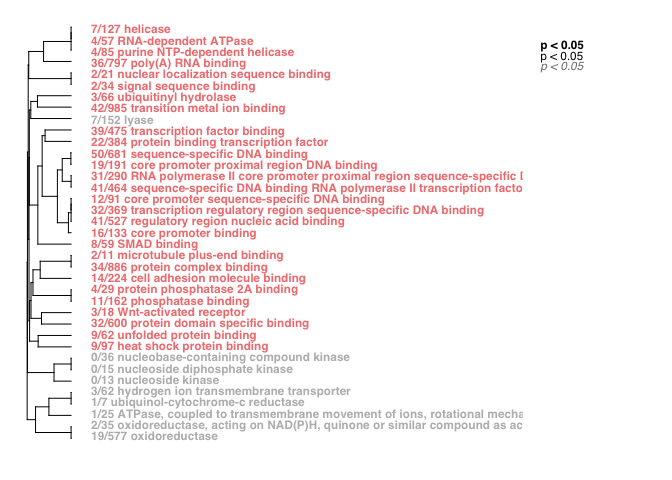 7/127 helicase
4/57 RNA-dependent ATPase
4/85 purine NTP-dependent helicase
36/797 poly(A) RNA binding
2/21 nuclear localization sequence binding
2/34 signal sequence binding
3/66 ubiquitinyl hydrolase
42/985 transition metal ion binding
7/152 lyase
39/475 transcription factor binding
22/384 protein binding transcription factor
50/681 sequence-specific DNA binding
19/191 core promoter proximal region DNA binding
31/290 RNA polymerase II core promoter proximal region sequence-specific
41/464 sequence-specific DNA binding RNA polymerase II transcription facto
12/91 core promoter sequence-specific DNA binding
32/369 transcription regulatory region sequence-specific DNA binding
41/527 regulatory region nucleic acid binding
16/133 core promoter binding
8/59 SMAD binding
2/11 microtubule plus-end binding
34/886 protein complex binding
14/224 cell adhesion molecule binding
4/29 protein phosphatase 2A binding
11/162 phosphatase binding
3/18 Wnt-activated receptor
32/600 protein domain specific binding
9/62 unfolded protein binding
9/97 heat shock protein binding
0/36 nucleobase-containing compound kinase
0/15 nucleoside diphosphate kinase
0/13 nucleoside kinase
3/62 hydrogen ion transmembrane transporter
1/7 ubiquinol-cytochrome-c reductase
1/25 ATPase, coupled to transmembrane movement of ions, rotational mecha
2/35 oxidoreductase, acting on NAD(P)H, quinone or similar compound as ac
19/577 oxidoreductase
p < 0.05
p < 0.05
p < 0.05